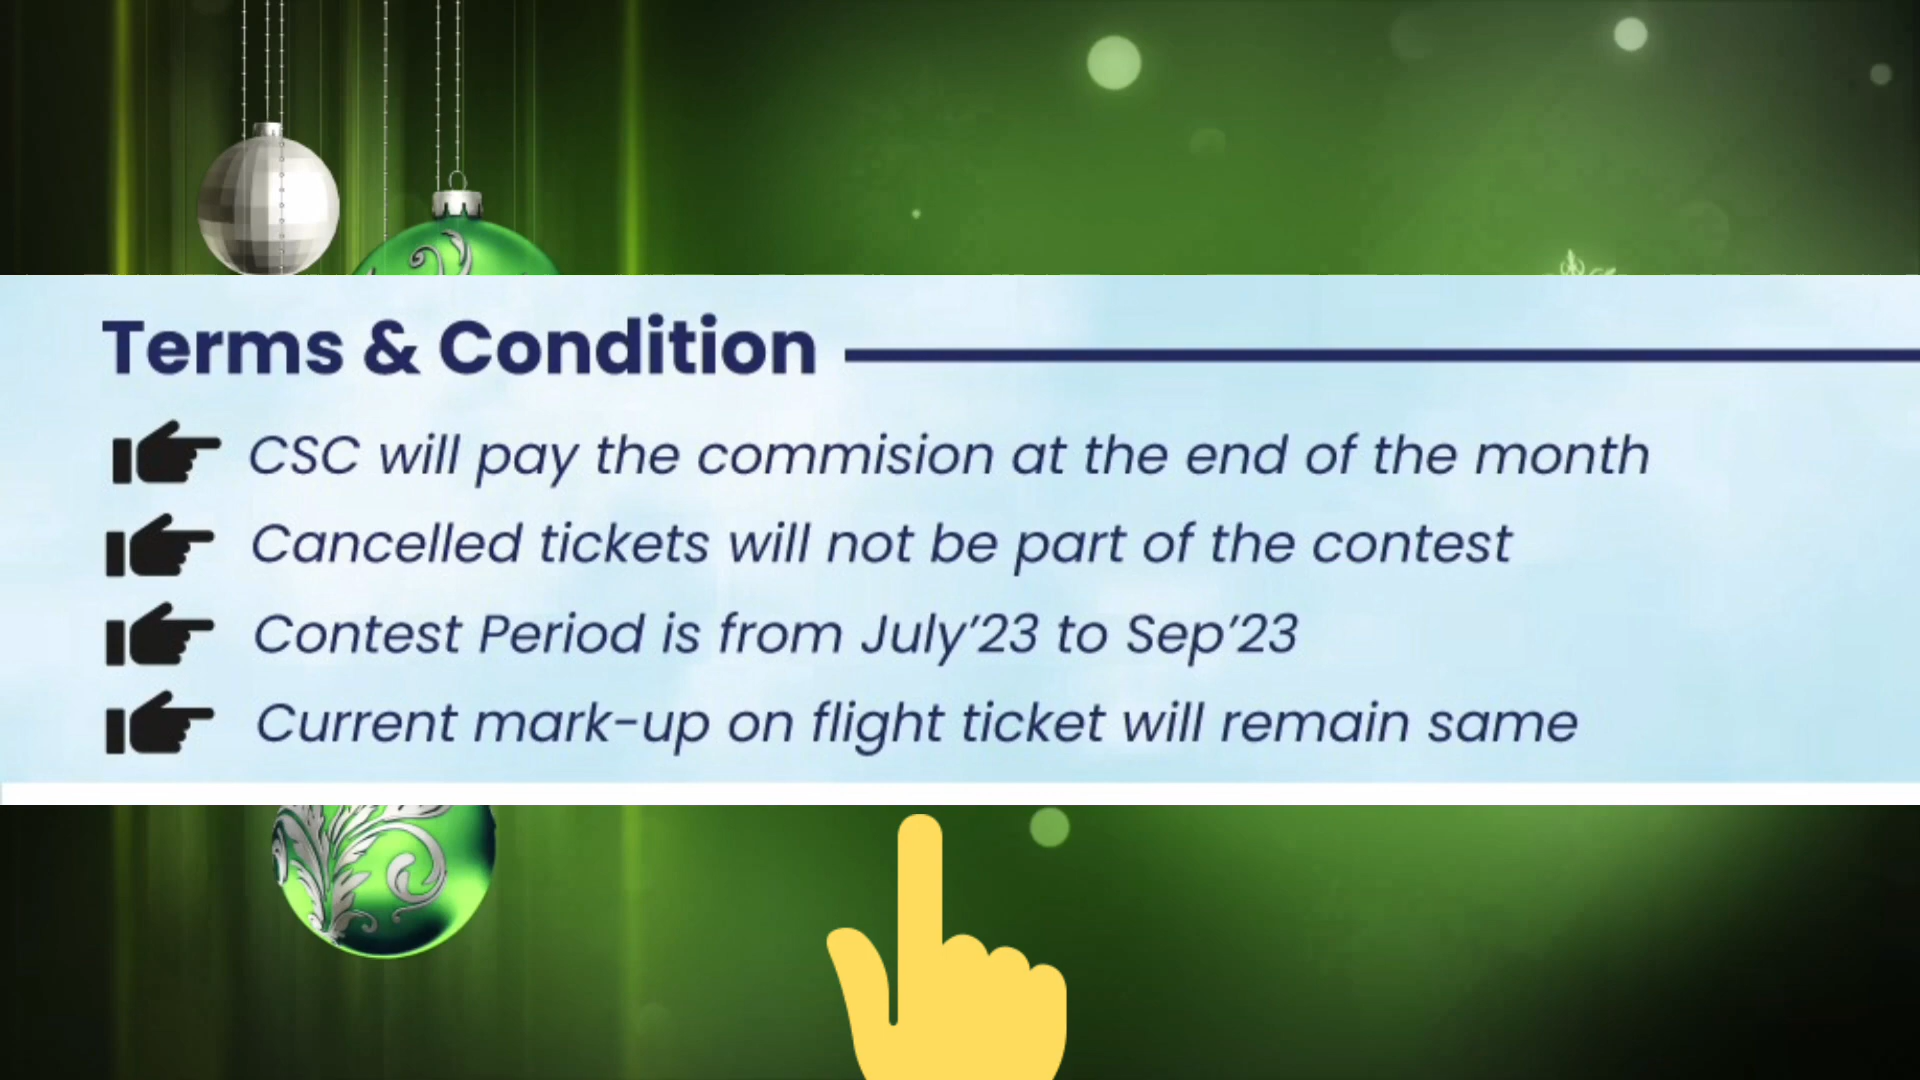 Terms & Condition
CSC will pay the commision at the end of the month
Cancelled tickets will not be part of the contest
Contest Period is from July’23 to Sep’23
Current mark-up on flight ticket will remain same